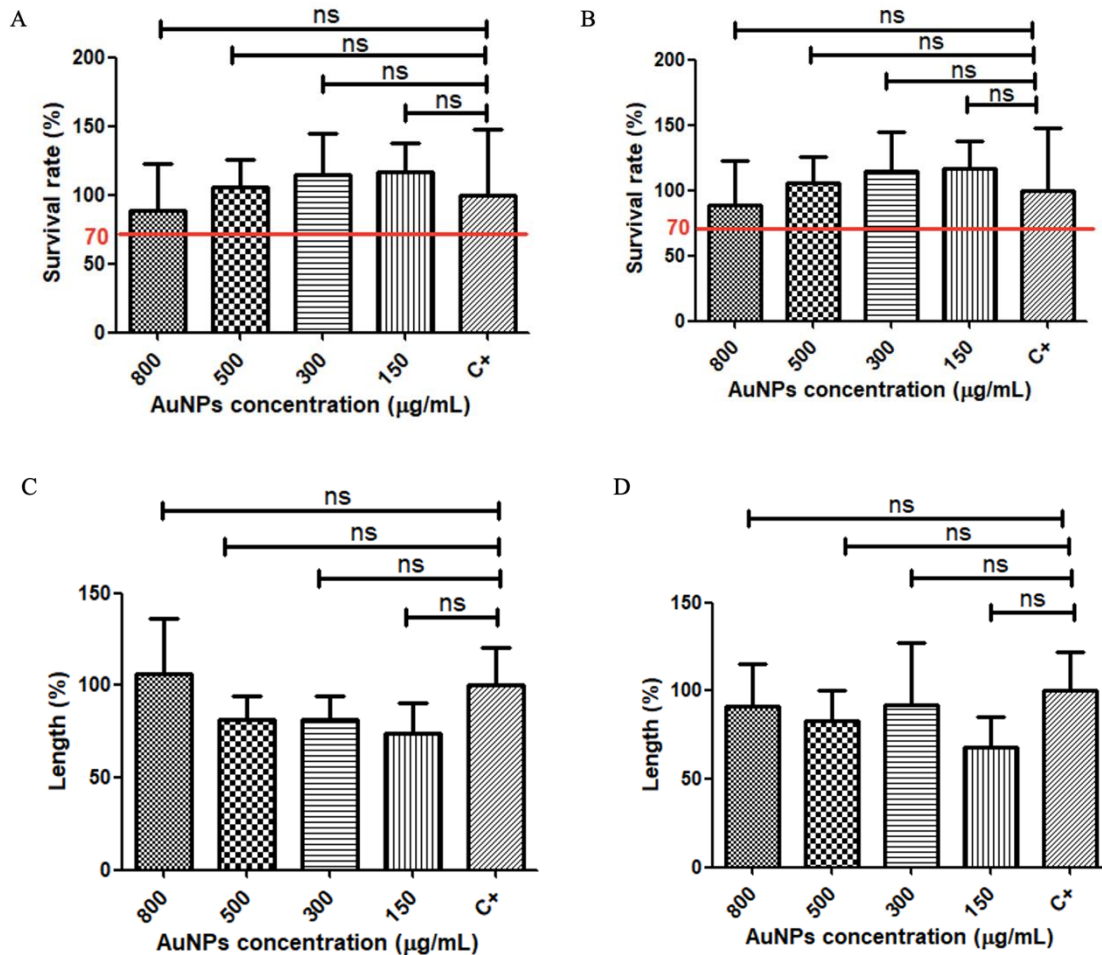 A
ns
ns
ns
ns
200
150
100
70
50
0
Survival rate (%)
800
500
300
150
C+
AuNPs concentration (µg/mL)
B
ns
ns
ns
ns
200
150
100
70
50
0
Survival rate (%)
800
500
300
150
C+
AuNPs concentration (µg/mL)
C
ns
ns
ns
ns
150
100
50
0
Length (%)
800
500
300
150
C+
AuNPs concentration (µg/mL)
D
ns
ns
ns
ns
150
100
50
0
Length (%)
800
500
300
150
C+
AuNPs concentration (µg/mL)